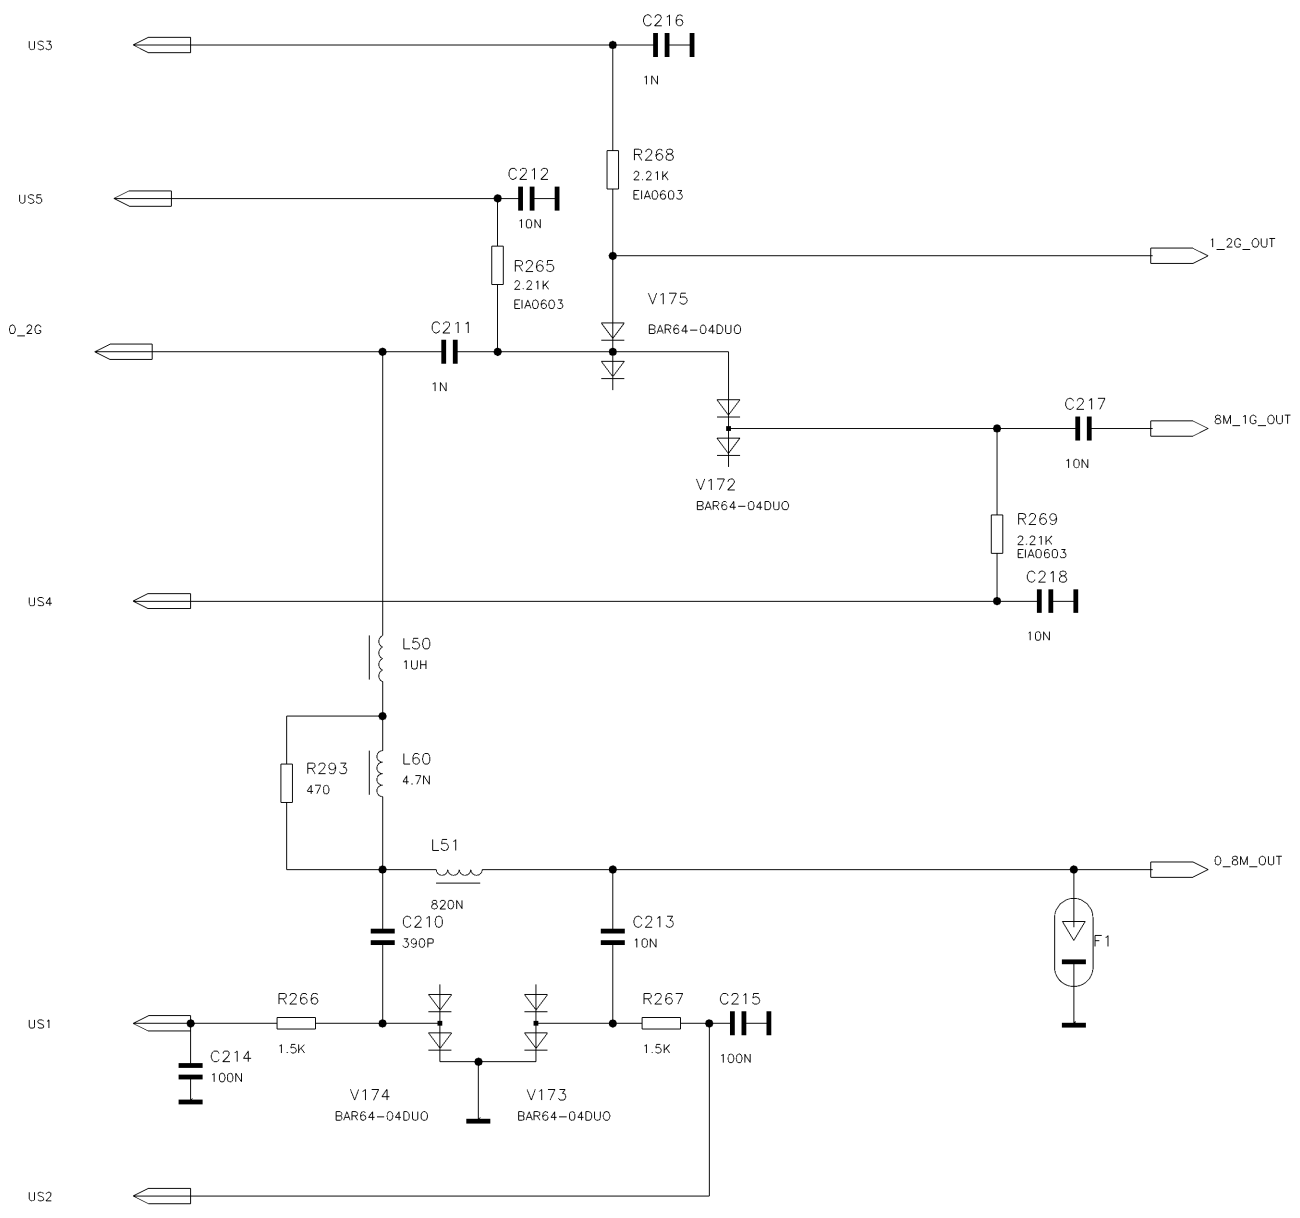 C216
US3
1N
R268
2.21K
EIA0603
C212
US5
10N
1_2G_OUT
R265
2.21K
EIA0603
V175
BAR64-04DUO
0_2G
C211
1N
C217
8M_1G_OUT
10N
V172
BAR64-04DUO
R269
2.21K
EIA0603
C218
US4
10N
L50
1UH
L60
4.7N
R293
470
L51
820N
0_8M_OUT
C210
390P
C213
10N
F1
R266
1.5K
R267
1.5K
C215
100N
US1
C214
100N
V174
BAR64-04DUO
V173
BAR64-04DUO
US2